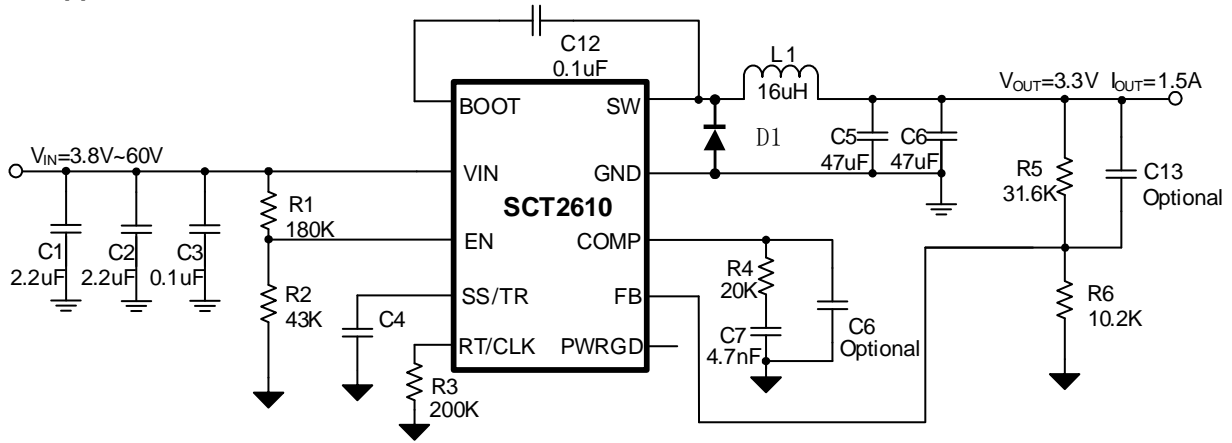 C12
0.1uF
L1
16uH
VOUT=3.3V IOUT=1.5A
BOOT
SW
D1
C5
47uF
C6
47uF
R5
31.6K
C13
Optional
VIN=3.8V~60V
VIN
GND
SCT2610
R1
180K
C1
2.2uF
C2
2.2uF
C3
0.1uF
EN
COMP
R4
20K
R2
43K
SS/TR
C4
FB
C6
Optional
R6
10.2K
RT/CLK
PWRGD
C7
4.7nF
R3
200K